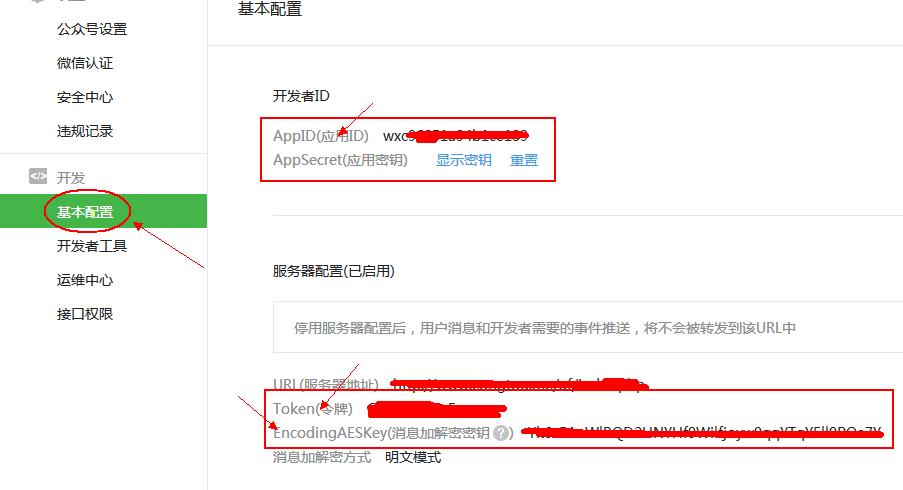 基本配置
公众号设置
微信认证
安全中心
违规记录
开发
基本配置
开发者工具
运维中心
接口权限
开发者ID
AppID(应用ID)
AppSecret(应用密钥) 显示密钥 重置
服务器配置(已启用)
停用服务器配置后，用户消息和开发者需要的事件推送，将不会被转发到该URL中
URL(服务器地址)
Token(令牌)
EncodingAESKey(消息加解密密钥 ?)
消息加解密方式 明文模式